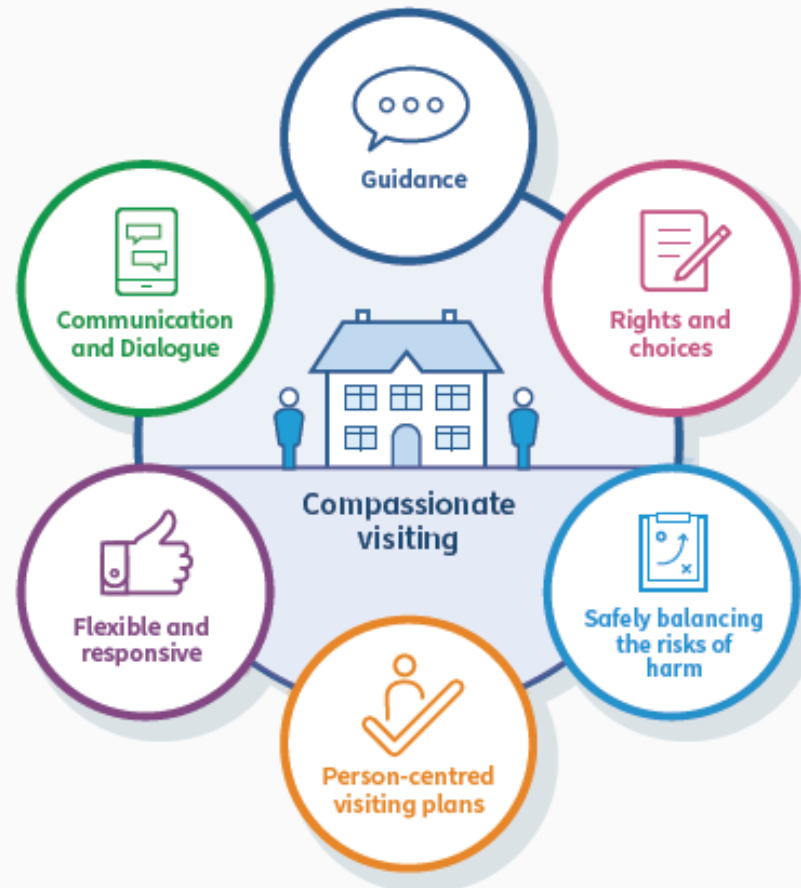 Guidance
Rights and
choices
Safely balancing
the risks of
harm
Person-centred
visiting plans
Flexible and
responsive
Communication
and Dialogue
Compassionate
visiting